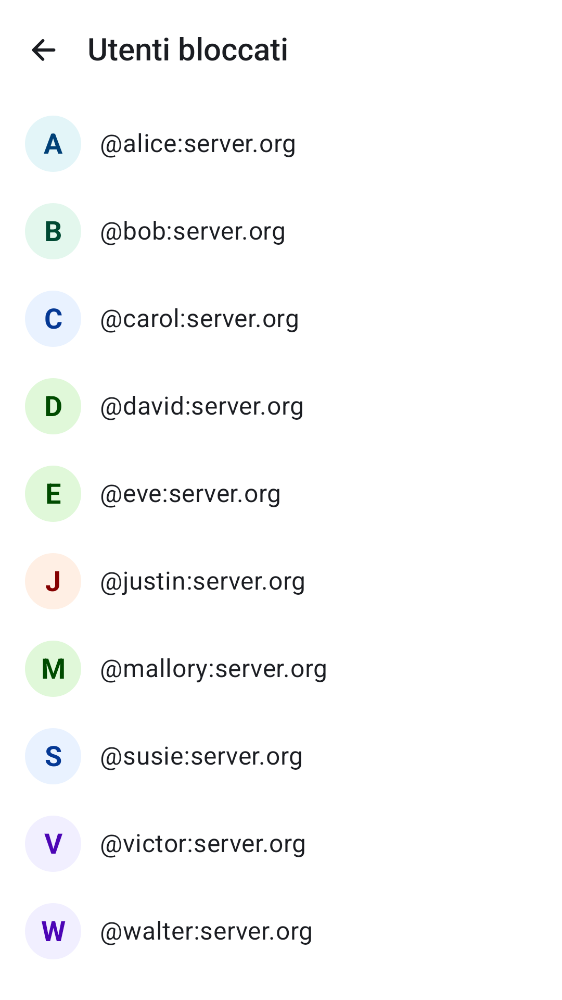 Utenti bloccati
A @alice:server.org
B @bob:server.org
C @carol:server.org
D @david:server.org
E @eve:server.org
J @justin:server.org
M @mallory:server.org
S @susie:server.org
V @victor:server.org
W @walter:server.org